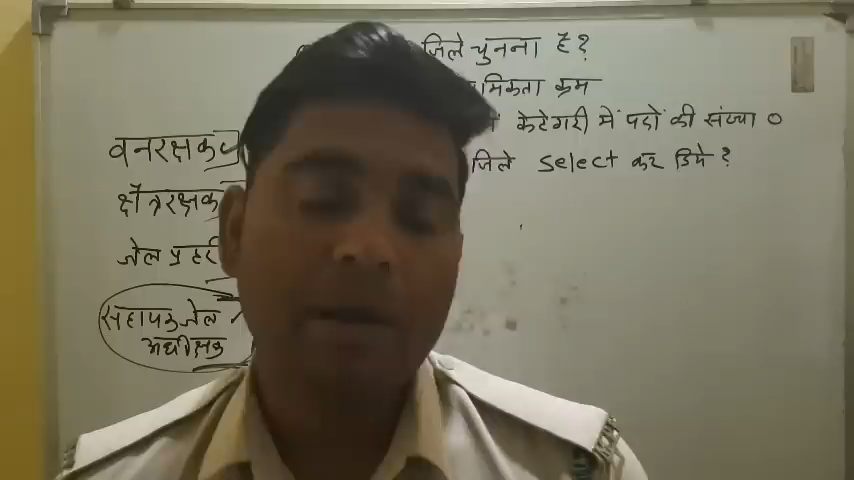 जिले चुनना है?
मिकता क्रम
केटेगरी में पदों की संख्या 0
जिले select कर दिये?
वनरक्षक
क्षेत्ररक्षक
जेल प्रहरी
सहायक जेल
अधीक्षक